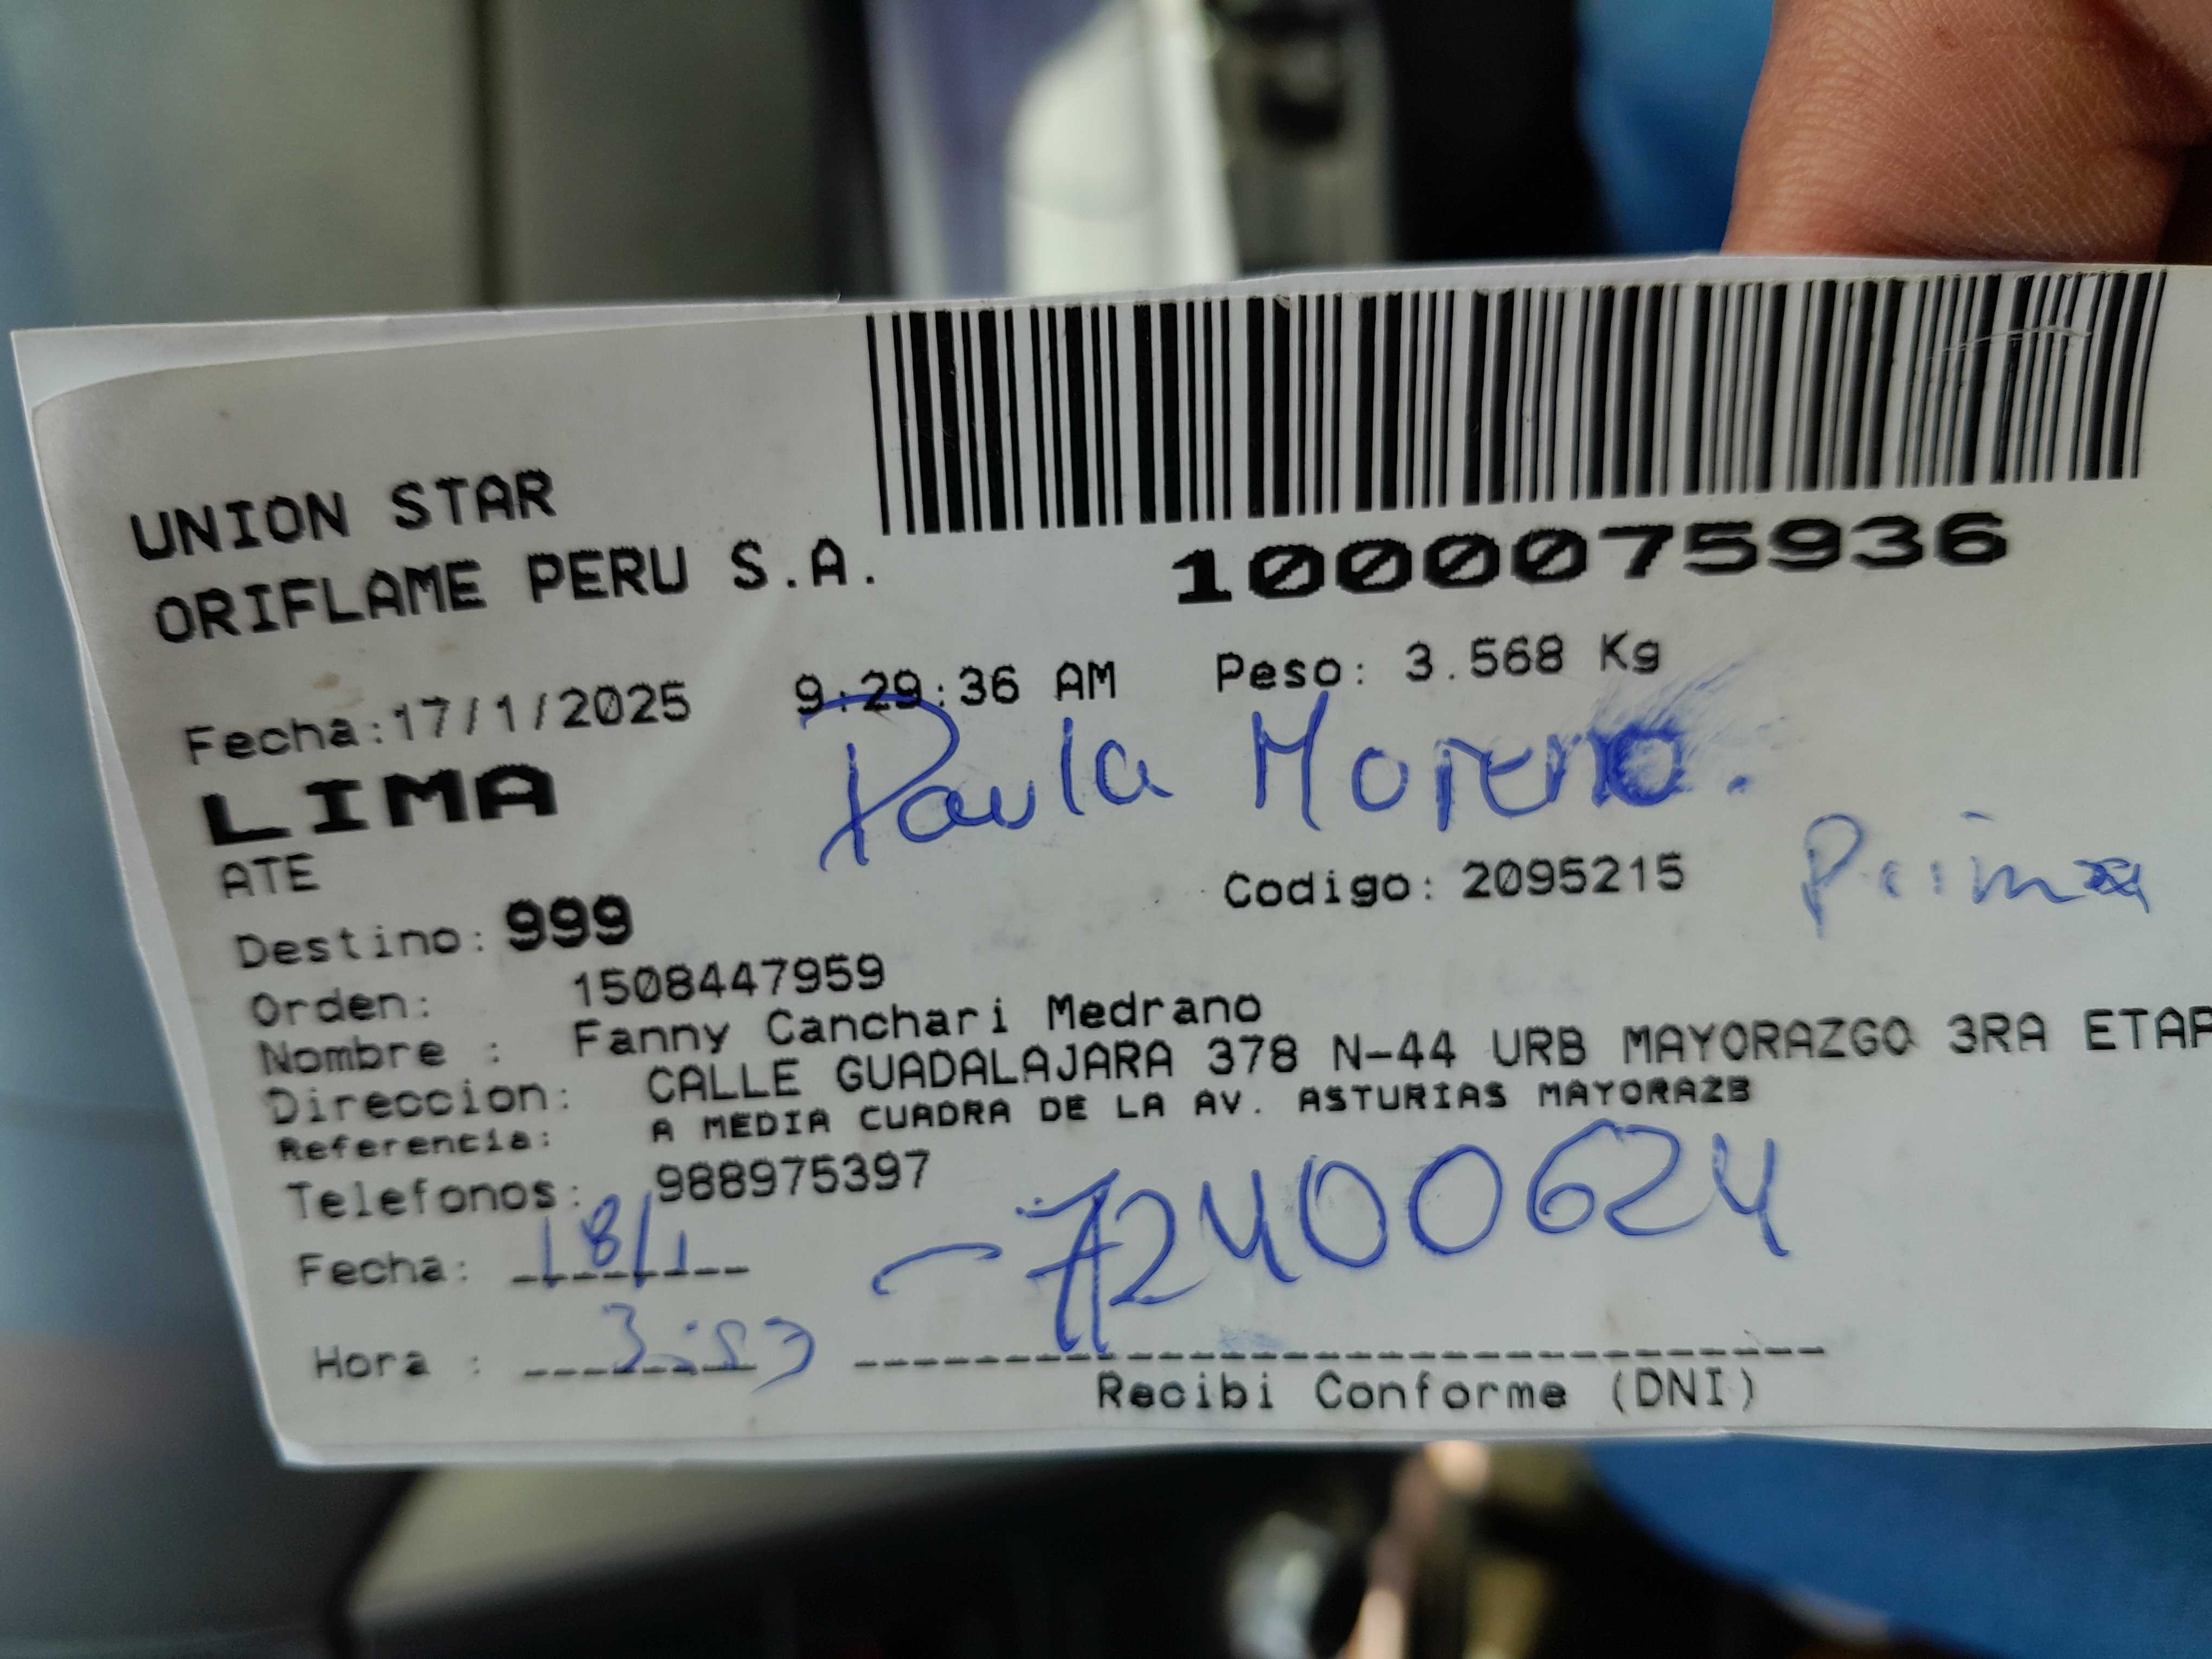 UNION STAR
ORIFLAME PERU S.A.
1000075936
Fecha:17/1/2025 9:29:36 AM Peso: 3.568 Kg
Paula Moreno.
LIMA
ATE
Codigo: 2095215 Prima
Destino: 999
Orden: 1508447959
Nombre : Fanny Canchari Medrano
Direccion: CALLE GUADALAJARA 378 N-44 URB MAYORAZGO 3RA ETAP
Referencia: A MEDIA CUADRA DE LA AV. ASTURIAS MAYORAZB
Telefonos: 988975397
Fecha: 18/1 72400624
Hora :
Recibi Conforme (DNI)